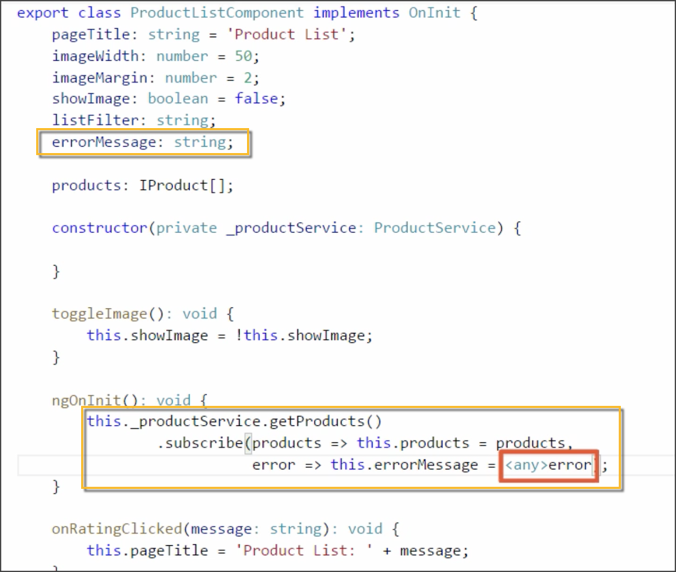 export class ProductListComponent implements OnInit {
pageTitle: string = 'Product List';
imageWidth: number = 50;
imageMargin: number = 2;
showImage: boolean = false;
listFilter: string;
errorMessage: string;
products: IProduct[];
constructor(private _productService: ProductService) {
}
toggleImage(): void {
this.showImage = !this.showImage;
}
ngOnInit(): void {
this._productService.getProducts()
.subscribe(products => this.products = products,
error => this.errorMessage = <any>error);
}
onRatingClicked(message: string): void {
this.pageTitle = 'Product List: ' + message;
}